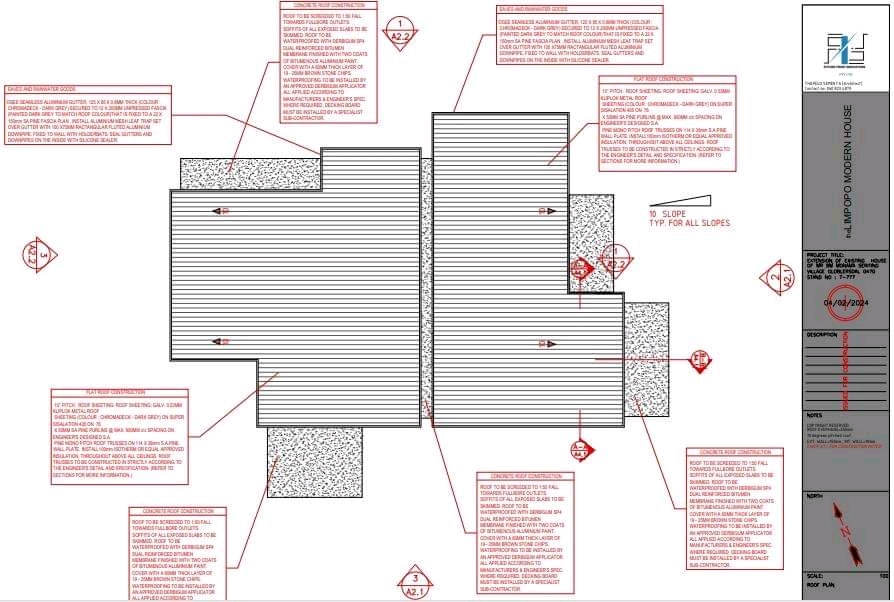 CONCRETE ROOF CONSTRUCTION
ROOF TO BE SCREEDED TO 1:50 FALL
TOWARDS FULLBORE OUTLETS.
SOFFITS OF ALL EXPOSED SLABS TO BE
SKIMMED. ROOF TO BE
WATERPROOFED WITH DERBIGUM SP4
DUAL REINFORCED BITUMEN
MEMBRANE FINISHED WITH TWO COATS
OF BITUMENOUS ALUMINIUM PAINT.
COVER WITH A 60MM THICK LAYER OF
19 - 25MM BROWN STONE CHIPS.
WATERPROOFING TO BE INSTALLED BY
AN APPROVED DERBIGUM APPLICATOR
ALL APPLIED ACCORDING TO
MANUFACTURERS & ENGINEER'S SPEC.
WHERE REQUIRED, DECKING BOARD
MUST BE INSTALLED BY A SPECIALIST
SUB-CONTRACTOR.
1
A2.2
EAVES AND RAINWATER GOODS
OGEE SEAMLESS ALUMINIUM GUTTER, 125 X 85 X 0.8MM THICK (COLOUR :
CHROMADECK - DARK GREY) SECURED TO 12 X 200MM UNPRESSED FASCIA
(PAINTED DARK GREY TO MATCH ROOF COLOUR)THAT IS FIXED TO A 22 X
150mm SA PINE FASCIA PLAN . INSTALL ALUMINIUM MESH LEAF TRAP SET
OVER GUTTER WITH 100 X75MM RACTANGULAR FLUTED ALUMINIUM
DOWNPIPE, FIXED TO WALL WITH HOLDERBATS. SEAL GUTTERS AND
DOWNPIPES ON THE INSIDE WITH SILICONE SEALER.
EAVES AND RAINWATER GOODS
OGEE SEAMLESS ALUMINIUM GUTTER, 125 X 85 X 0.8MM THICK (COLOUR :
CHROMADECK - DARK GREY) SECURED TO 12 X 200MM UNPRESSED FASCIA
(PAINTED DARK GREY TO MATCH ROOF COLOUR)THAT IS FIXED TO A 22 X
150mm SA PINE FASCIA PLAN . INSTALL ALUMINIUM MESH LEAF TRAP SET
OVER GUTTER WITH 100 X75MM RACTANGULAR FLUTED ALUMINIUM
DOWNPIPE, FIXED TO WALL WITH HOLDERBATS. SEAL GUTTERS AND
DOWNPIPES ON THE INSIDE WITH SILICONE SEALER.
FLAT ROOF CONSTRUCTION
PITCH : ROOF SHEETING: ROOF SHEETING: GALV. 0.53MM
KLIPLOK METAL ROOF
SHEETING (COLOUR : CHROMADECK - DARK GREY) ON SUPER
SISALATION 405 ON 76
X 50MM SA PINE PURLINS @ MAX. 900MM c/c SPACING ON
ENGINEER'S DESIGNED S.A
PINE MONO PITCH ROOF TRUSSES ON 114 X 38mm S.A PINE
WALL PLATE. INSTALL 100mm ISOTHERM OR EQUAL APPROVED
INSULATION, THROUGHOUT ABOVE ALL CEILINGS. ROOF
TRUSSES TO BE CONSTRUCTED IN STRICTLY ACCORDING TO
THE ENGINEER'S DETAIL AND SPECIFICATION. (REFER TO
SECTIONS FOR MORE INFORMATION.)
10 SLOPE
TYP. FOR ALL SLOPES
3
A2.2
1
A2.2
2
A2.1
A-A
A4.1
A-A
A4.1
FLAT ROOF CONSTRUCTION
PITCH : ROOF SHEETING: ROOF SHEETING: GALV. 0.53MM
KLIPLOK METAL ROOF
SHEETING (COLOUR : CHROMADECK - DARK GREY) ON SUPER
SISALATION 405 ON 76
X 50MM SA PINE PURLINS @ MAX. 900MM c/c SPACING ON
ENGINEER'S DESIGNED S.A
PINE MONO PITCH ROOF TRUSSES ON 114 X 38mm S.A PINE
WALL PLATE. INSTALL 100mm ISOTHERM OR EQUAL APPROVED
INSULATION, THROUGHOUT ABOVE ALL CEILINGS. ROOF
TRUSSES TO BE CONSTRUCTED IN STRICTLY ACCORDING TO
THE ENGINEER'S DETAIL AND SPECIFICATION. (REFER TO
SECTIONS FOR MORE INFORMATION.)
CONCRETE ROOF CONSTRUCTION
ROOF TO BE SCREEDED TO 1:50 FALL
TOWARDS FULLBORE OUTLETS.
SOFFITS OF ALL EXPOSED SLABS TO BE
SKIMMED. ROOF TO BE
WATERPROOFED WITH DERBIGUM SP4
DUAL REINFORCED BITUMEN
MEMBRANE FINISHED WITH TWO COATS
OF BITUMENOUS ALUMINIUM PAINT.
COVER WITH A 60MM THICK LAYER OF
19 - 25MM BROWN STONE CHIPS.
WATERPROOFING TO BE INSTALLED BY
AN APPROVED DERBIGUM APPLICATOR
ALL APPLIED ACCORDING TO
3
A2.1
CONCRETE ROOF CONSTRUCTION
ROOF TO BE SCREEDED TO 1:50 FALL
TOWARDS FULLBORE OUTLETS.
SOFFITS OF ALL EXPOSED SLABS TO BE
SKIMMED. ROOF TO BE
WATERPROOFED WITH DERBIGUM SP4
DUAL REINFORCED BITUMEN
MEMBRANE FINISHED WITH TWO COATS
OF BITUMENOUS ALUMINIUM PAINT.
COVER WITH A 60MM THICK LAYER OF
19 - 25MM BROWN STONE CHIPS.
WATERPROOFING TO BE INSTALLED BY
AN APPROVED DERBIGUM APPLICATOR
ALL APPLIED ACCORDING TO
MANUFACTURERS & ENGINEER'S SPEC.
WHERE REQUIRED, DECKING BOARD
MUST BE INSTALLED BY A SPECIALIST
SUB-CONTRACTOR.
CONCRETE ROOF CONSTRUCTION
ROOF TO BE SCREEDED TO 1:50 FALL
TOWARDS FULLBORE OUTLETS.
SOFFITS OF ALL EXPOSED SLABS TO BE
SKIMMED. ROOF TO BE
WATERPROOFED WITH DERBIGUM SP4
DUAL REINFORCED BITUMEN
MEMBRANE FINISHED WITH TWO COATS
OF BITUMENOUS ALUMINIUM PAINT.
COVER WITH A 60MM THICK LAYER OF
19 - 25MM BROWN STONE CHIPS.
WATERPROOFING TO BE INSTALLED BY
AN APPROVED DERBIGUM APPLICATOR
ALL APPLIED ACCORDING TO
MANUFACTURERS & ENGINEER'S SPEC.
WHERE REQUIRED, DECKING BOARD
MUST BE INSTALLED BY A SPECIALIST
SUB-CONTRACTOR.
LIMPOPO MODERN HOUSE
PROJECT TITLE:
EXTENSION OF EXISTING HOUSE
STAND NO : T-777
04/02/2024
DESCRIPTION
ISSUED FOR CONSTRUCTION
NOTES
NORTH
N
SCALE: 100
ROOF PLAN